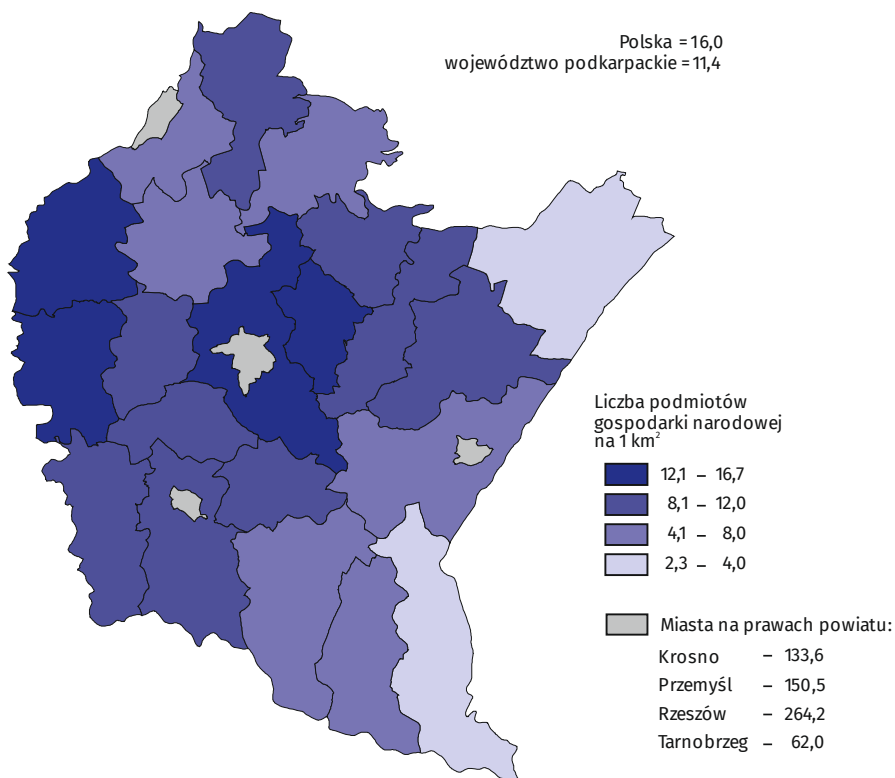 Polska = 16,0
województwo podkarpackie = 11,4
Liczba podmiotów
gospodarki narodowej
na 1 km²
12,1 – 16,7
8,1 – 12,0
4,1 – 8,0
2,3 – 4,0
Miasta na prawach powiatu:
Krosno – 133,6
Przemyśl – 150,5
Rzeszów – 264,2
Tarnobrzeg – 62,0